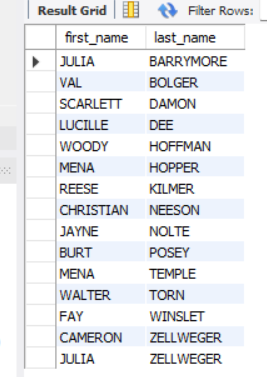 Result Grid Filter Rows:
first_name last_name
JULIA BARRYMORE
VAL BOLGER
SCARLETT DAMON
LUCILLE DEE
WOODY HOFFMAN
MENA HOPPER
REESE KILMER
CHRISTIAN NEESON
JAYNE NOLTE
BURT POSEY
MENA TEMPLE
WALTER TORN
FAY WINSLET
CAMERON ZELLWEGER
JULIA ZELLWEGER